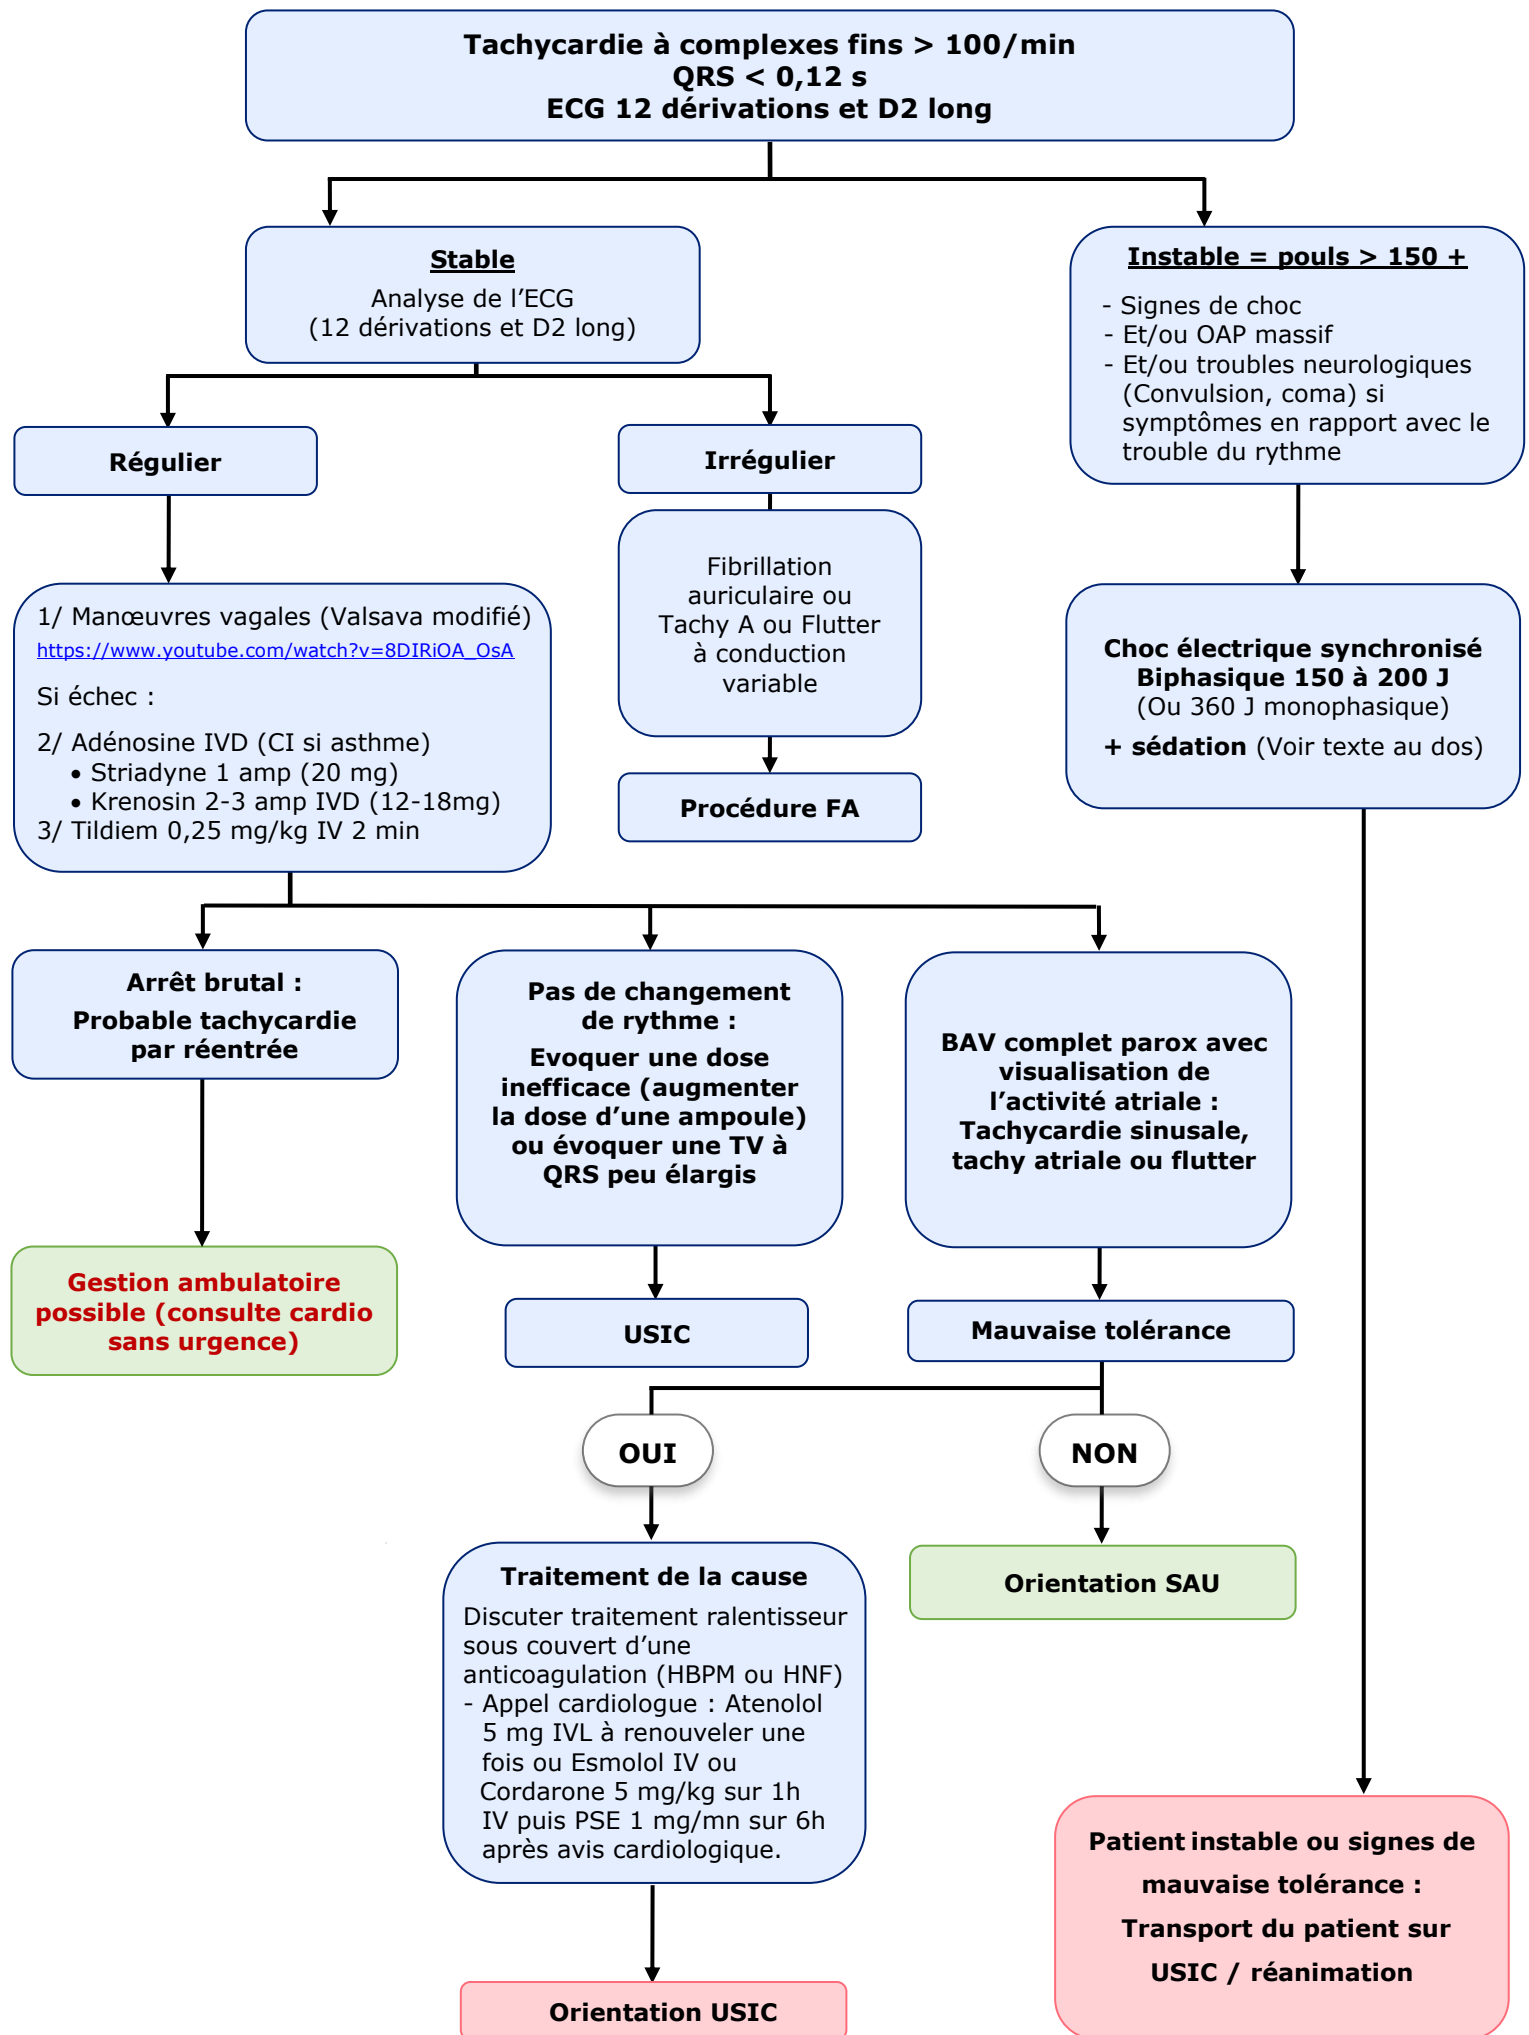 Tachycardie à complexes fins > 100/min
QRS < 0,12 s
ECG 12 dérivations et D2 long
Stable
Analyse de l’ECG
(12 dérivations et D2 long)
Instable = pouls > 150 +
- Signes de choc
- Et/ou OAP massif
- Et/ou troubles neurologiques
(Convulsion, coma) si
symptômes en rapport avec le
trouble du rythme
Régulier
Irrégulier
1/ Manœuvres vagales (Valsava modifié)
https://www.youtube.com/watch?v=8DIRiOA_OsA
Si échec :
2/ Adénosine IVD (CI si asthme)
• Striadyne 1 amp (20 mg)
• Krenosin 2-3 amp IVD (12-18mg)
3/ Tildiem 0,25 mg/kg IV 2 min
Fibrillation
auriculaire ou
Tachy A ou Flutter
à conduction
variable
Procédure FA
Choc électrique synchronisé
Biphasique 150 à 200 J
(Ou 360 J monophasique)
+ sédation (Voir texte au dos)
Arrêt brutal :
Probable tachycardie
par réentrée
Pas de changement
de rythme :
Evoquer une dose
inefficace (augmenter
la dose d’une ampoule)
ou évoquer une TV à
QRS peu élargis
BAV complet parox avec
visualisation de
l’activité atriale :
Tachycardie sinusale,
tachy atriale ou flutter
Gestion ambulatoire
possible (consulte cardio
sans urgence)
USIC
Mauvaise tolérance
OUI
NON
Traitement de la cause
Discuter traitement ralentisseur
sous couvert d’une
anticoagulation (HBPM ou HNF)
- Appel cardiologue : Atenolol
5 mg IVL à renouveler une
fois ou Esmolol IV ou
Cordarone 5 mg/kg sur 1h
IV puis PSE 1 mg/mn sur 6h
après avis cardiologique.
Orientation SAU
Orientation USIC
Patient instable ou signes de
mauvaise tolérance :
Transport du patient sur
USIC / réanimation